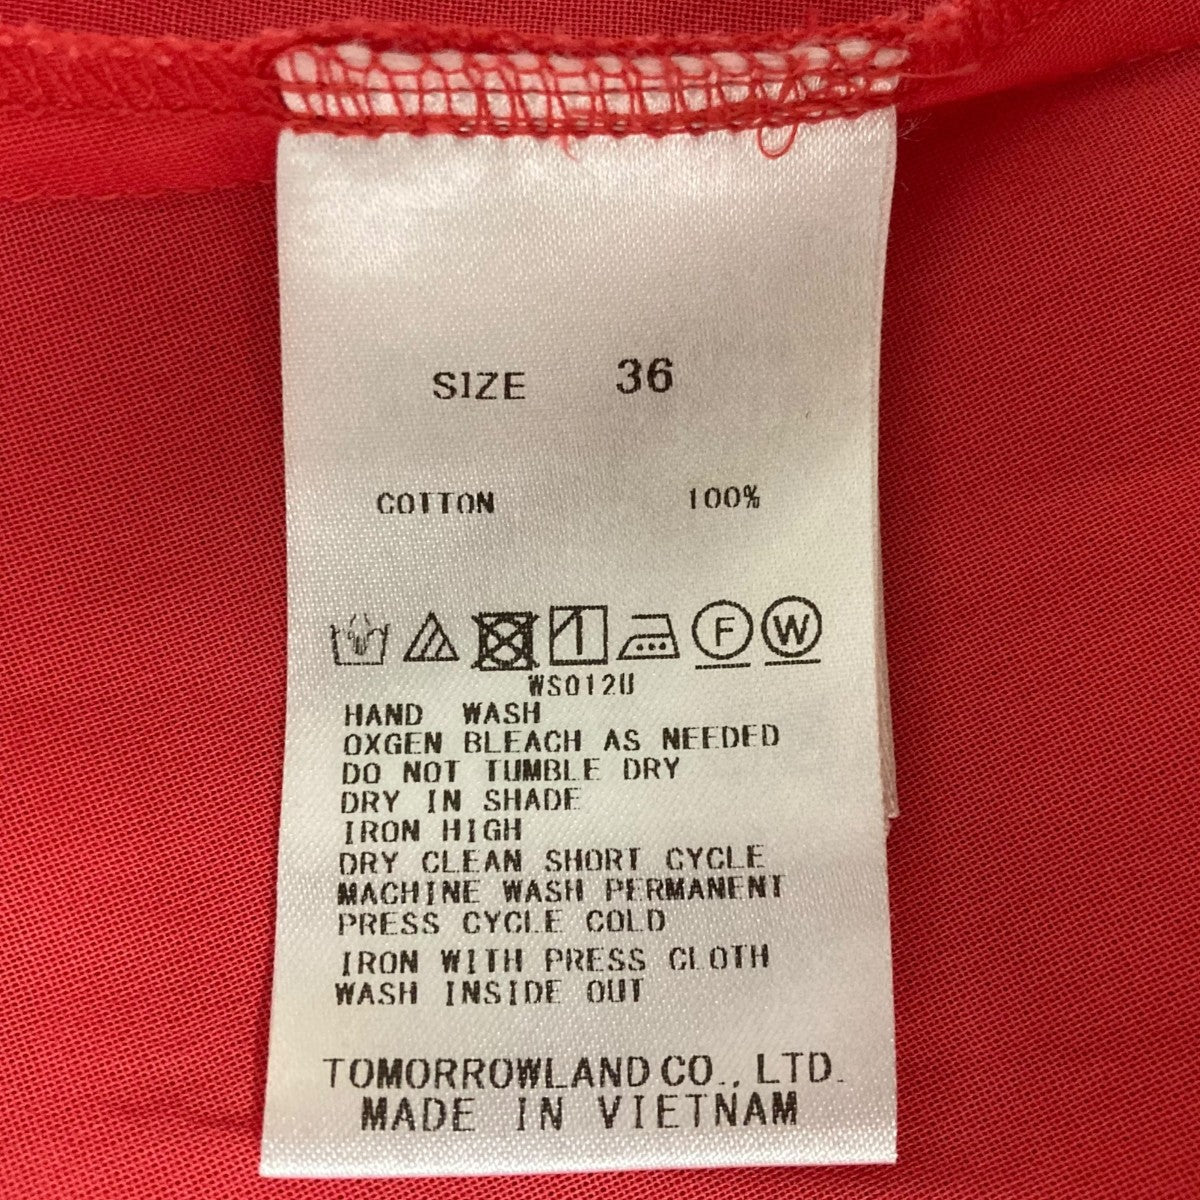 SIZE 36
COTTON 100%
F W
WS012U
HAND WASH
OXGEN BLEACH AS NEEDED
DO NOT TUMBLE DRY
DRY IN SHADE
IRON HIGH
DRY CLEAN SHORT CYCLE
MACHINE WASH PERMANENT
PRESS CYCLE COLD
IRON WITH PRESS CLOTH
WASH INSIDE OUT
TOMORROWLAND CO., LTD.
MADE IN VIETNAM